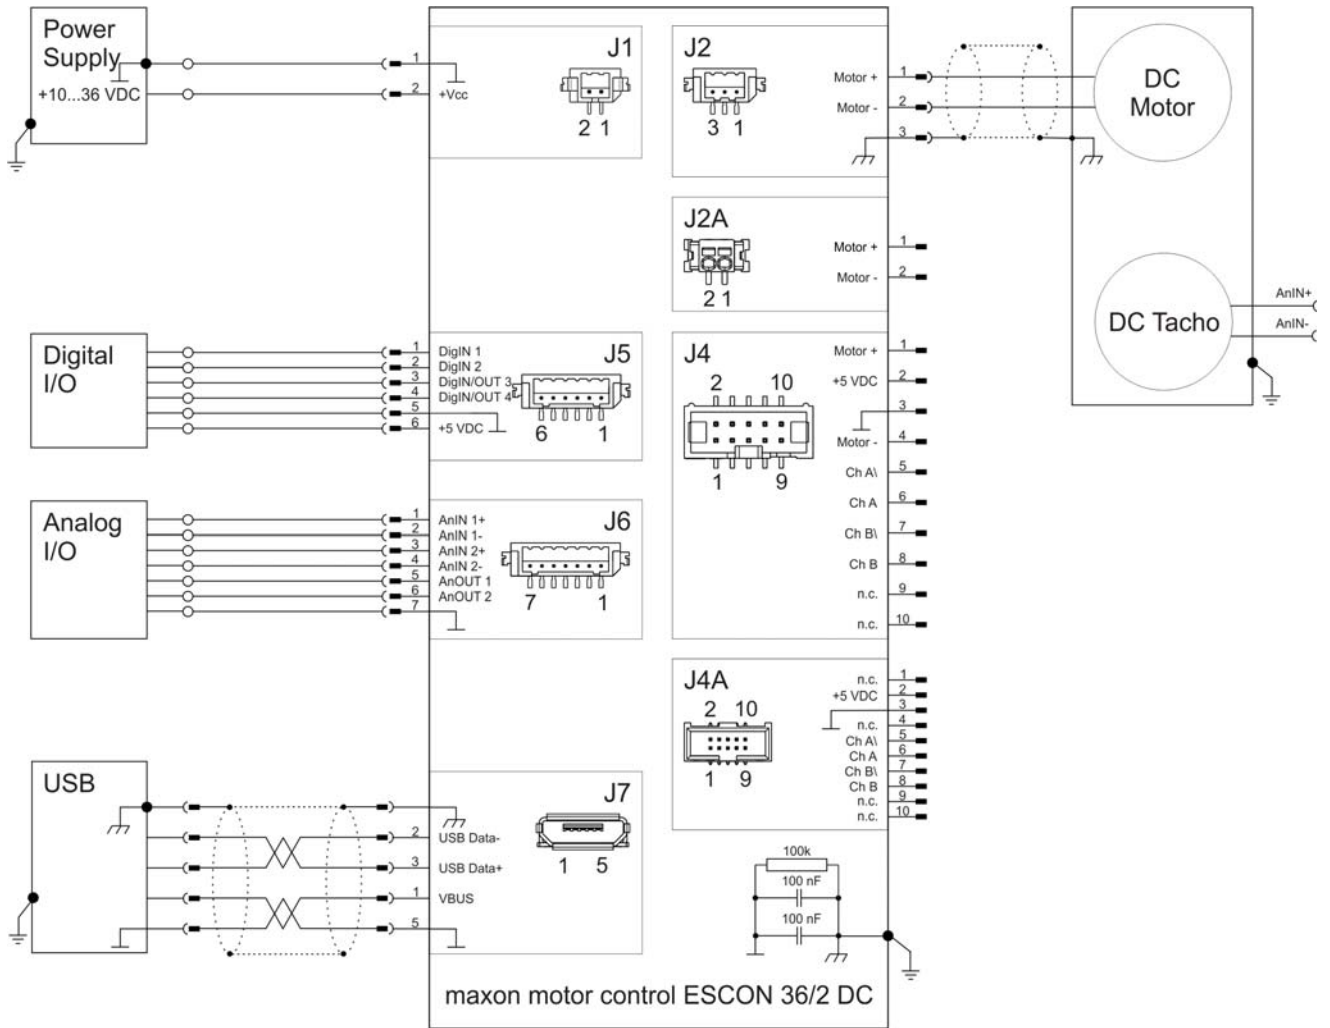 Power
Supply
+10...36 VDC
1
2
+Vcc
J1
2 1
J2
3 1
Motor +
1
Motor -
2
3
DC
Motor
J2A
2 1
Motor +
1
Motor -
2
DC Tacho
AnIN+
AnIN-
Digital
I/O
1
DigIN 1
2
DigIN 2
3
DigIN/OUT 3
4
DigIN/OUT 4
5
6
+5 VDC
J5
6 1
J4
2 10
1 9
Motor +
1
+5 VDC
2
3
Motor -
4
Ch A\
5
Ch A
6
Ch B\
7
Ch B
8
n.c.
9
n.c.
10
Analog
I/O
1
AnIN 1+
2
AnIN 1-
3
AnIN 2+
4
AnIN 2-
5
AnOUT 1
6
AnOUT 2
7
J6
7 1
J4A
2 10
1 9
n.c.
1
+5 VDC
2
3
n.c.
4
Ch A\
5
Ch A
6
Ch B\
7
Ch B
8
n.c.
9
n.c.
10
USB
J7
1 5
2
USB Data-
3
USB Data+
1
VBUS
5
100k
100 nF
100 nF
maxon motor control ESCON 36/2 DC